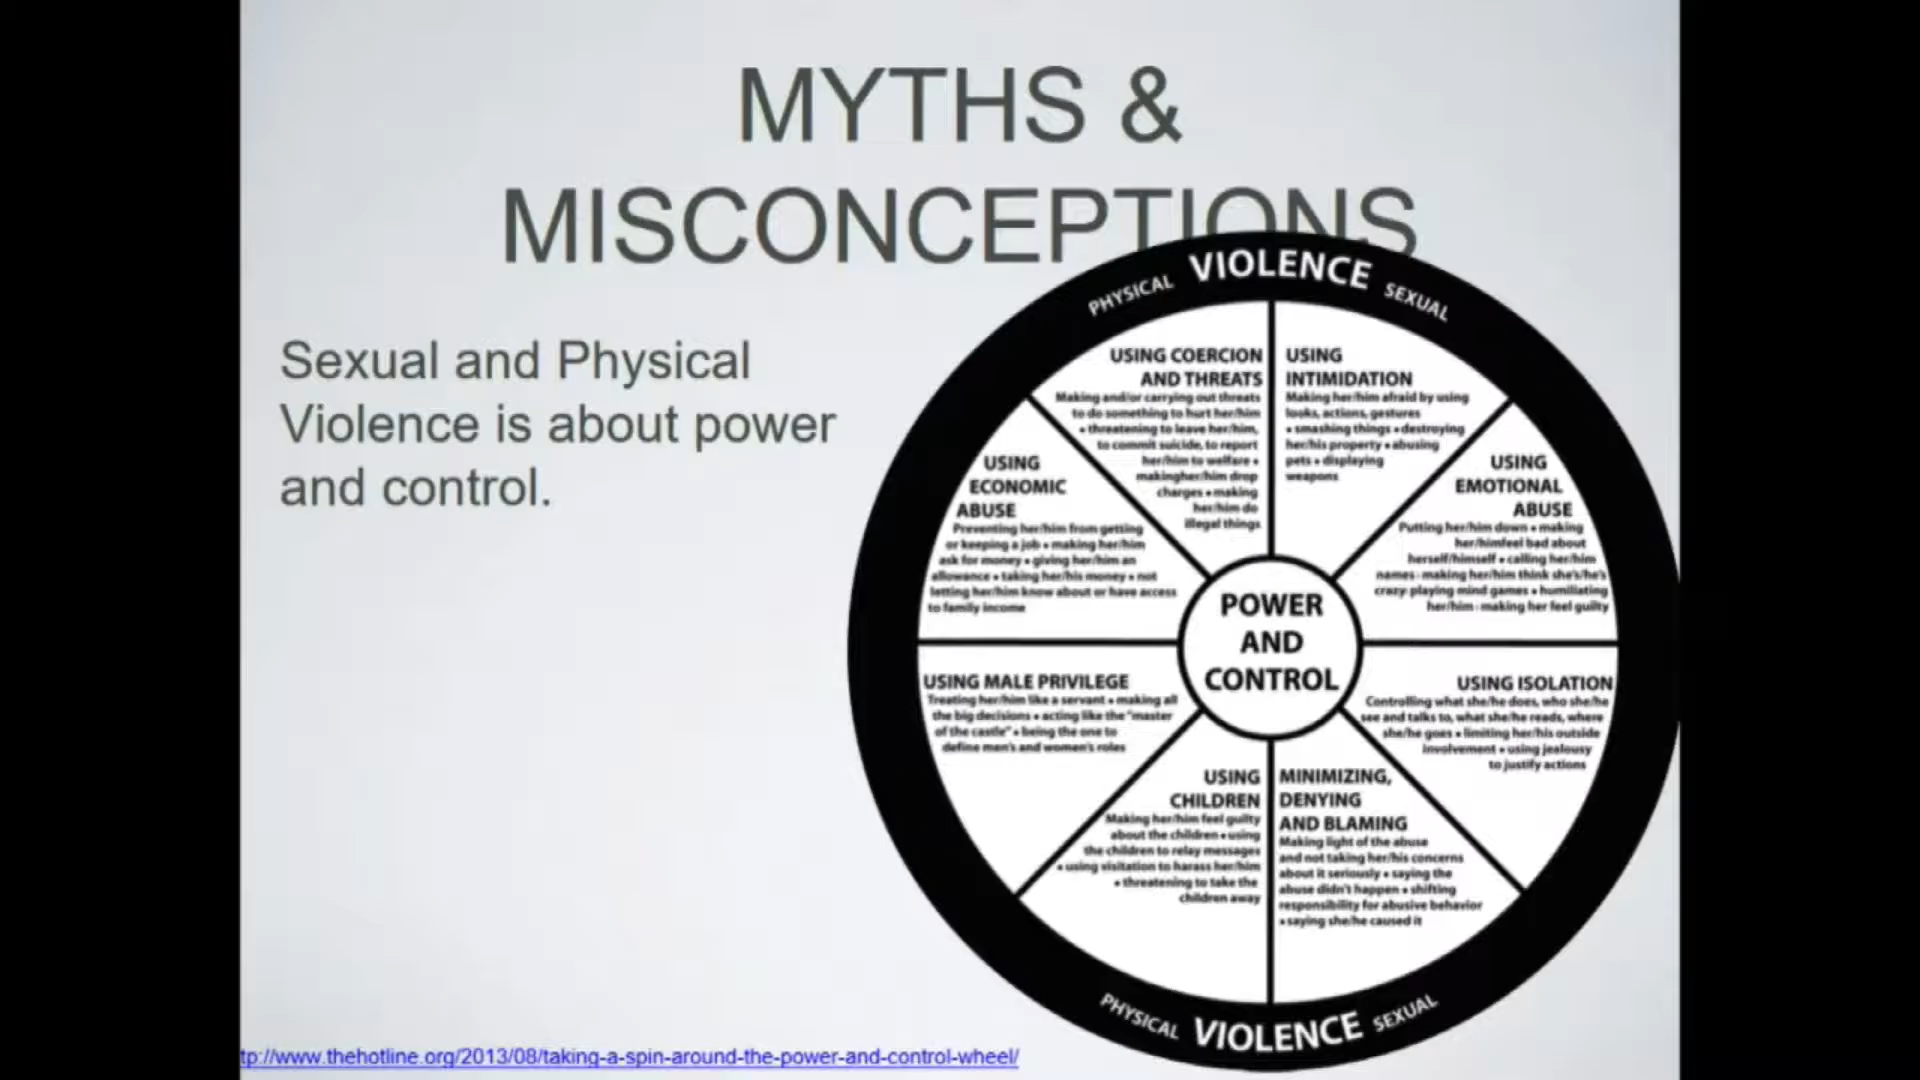 MYTHS &
MISCONCEPTIONS
Sexual and Physical
Violence is about power
and control.
PHYSICAL VIOLENCE SEXUAL
USING COERCION
AND THREATS
Making and/or carrying out threats
to do something to hurt her/him
• threatening to leave her/him,
to commit suicide, to report
her/him to welfare •
makingher/him drop
charges • making
her/him do
illegal things
USING
INTIMIDATION
Making her/him afraid by using
looks, actions, gestures
• smashing things • destroying
her/his property • abusing
pets • displaying
weapons
USING
EMOTIONAL
ABUSE
Putting her/him down • making
her/himfeel bad about
herself/himself • calling her/him
names · making her/him think she's/he's
crazy playing mind games • humiliating
her/him · making her feel guilty
USING ISOLATION
Controlling what she/he does, who she/he
see and talks to, what she/he reads, where
she/he goes • limiting her/his outside
involvement • using jealousy
to justify actions
MINIMIZING,
DENYING
AND BLAMING
Making light of the abuse
and not taking her/his concerns
about it seriously • saying the
abuse didn't happen • shifting
responsibility for abusive behavior
• saying she/he caused it
USING
CHILDREN
Making her/him feel guilty
about the children • using
the children to relay messages
• using visitation to harass her/him
• threatening to take the
children away
USING MALE PRIVILEGE
Treating her/him like a servant • making all
the big decisions • acting like the "master
of the castle" • being the one to
define men's and women's roles
USING
ECONOMIC
ABUSE
Preventing her/him from getting
or keeping a job • making her/him
ask for money • giving her/him an
allowance • taking her/his money • not
letting her/him know about or have access
to family income
POWER
AND
CONTROL
PHYSICAL VIOLENCE SEXUAL
tp://www.thehotline.org/2013/08/taking-a-spin-around-the-power-and-control-wheel/